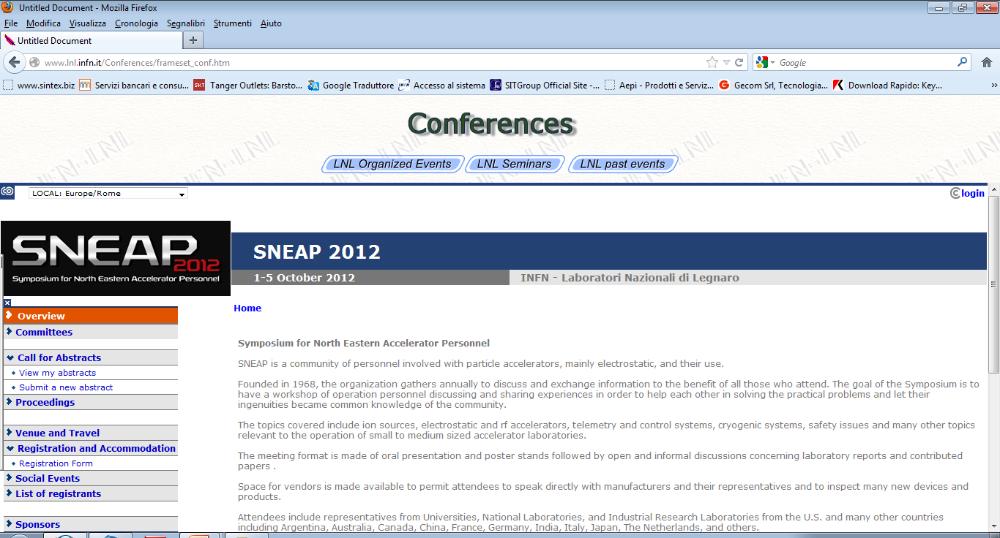 Untitled Document - Mozilla Firefox
File Modifica Visualizza Cronologia Segnalibri Strumenti Aiuto
Untitled Document
www.lnl.infn.it/Conferences/frameset_conf.htm
Google
www.sintex.biz Servizi bancari e consu... Tanger Outlets: Barsto... Google Traduttore Accesso al sistema SITGroup Official Site -... Aepi - Prodotti e Serviz... Gecom Srl, Tecnologia... Download Rapido: Key...
Conferences
LNL Organized Events LNL Seminars LNL past events
LOCAL: Europe/Rome
login
SNEAP 2012
Symposium for North Eastern Accelerator Personnel
SNEAP 2012
1-5 October 2012 INFN - Laboratori Nazionali di Legnaro
Home
Overview
Committees
Call for Abstracts
View my abstracts
Submit a new abstract
Proceedings
Venue and Travel
Registration and Accommodation
Registration Form
Social Events
List of registrants
Sponsors
Symposium for North Eastern Accelerator Personnel
SNEAP is a community of personnel involved with particle accelerators, mainly electrostatic, and their use.
Founded in 1968, the organization gathers annually to discuss and exchange information to the benefit of all those who attend. The goal of the Symposium is to
have a workshop of operation personnel discussing and sharing experiences in order to help each other in solving the practical problems and let their
ingenuities became common knowledge of the community.
The topics covered include ion sources, electrostatic and rf accelerators, telemetry and control systems, cryogenic systems, safety issues and many other topics
relevant to the operation of small to medium sized accelerator laboratories.
The meeting format is made of oral presentation and poster stands followed by open and informal discussions concerning laboratory reports and contributed
papers .
Space for vendors is made available to permit attendees to speak directly with manufacturers and their representatives and to inspect many new devices and
products.
Attendees include representatives from Universities, National Laboratories, and Industrial Research Laboratories from the U.S. and many other countries
including Argentina, Australia, Canada, China, France, Germany, India, Italy, Japan, The Netherlands, and others.